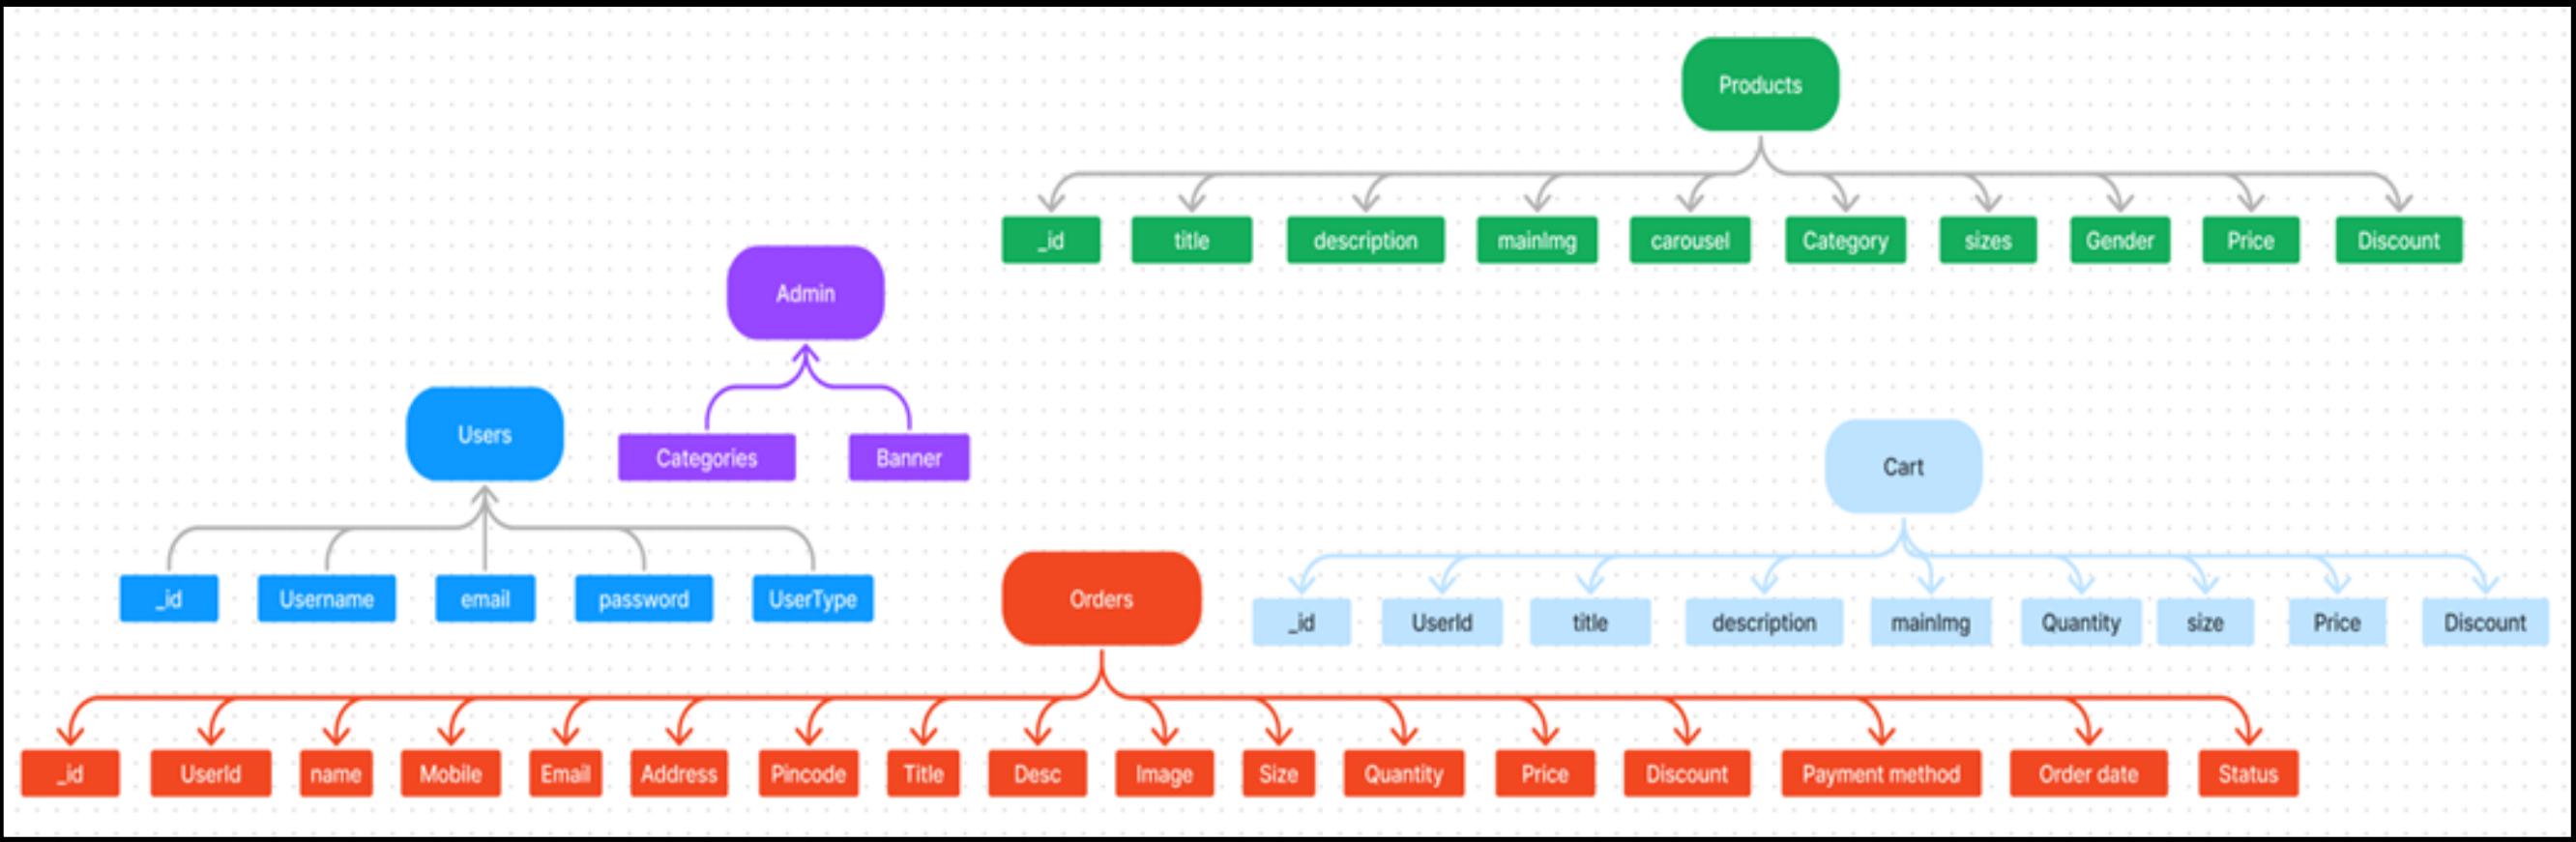 Products
_id title description mainImg carousel Category sizes Gender Price Discount
Admin
Categories Banner
Users
_id Username email password UserType
Cart
_id UserId title description mainImg Quantity size Price Discount
Orders
_id UserId name Mobile Email Address Pincode Title Desc Image Size Quantity Price Discount Payment method Order date Status